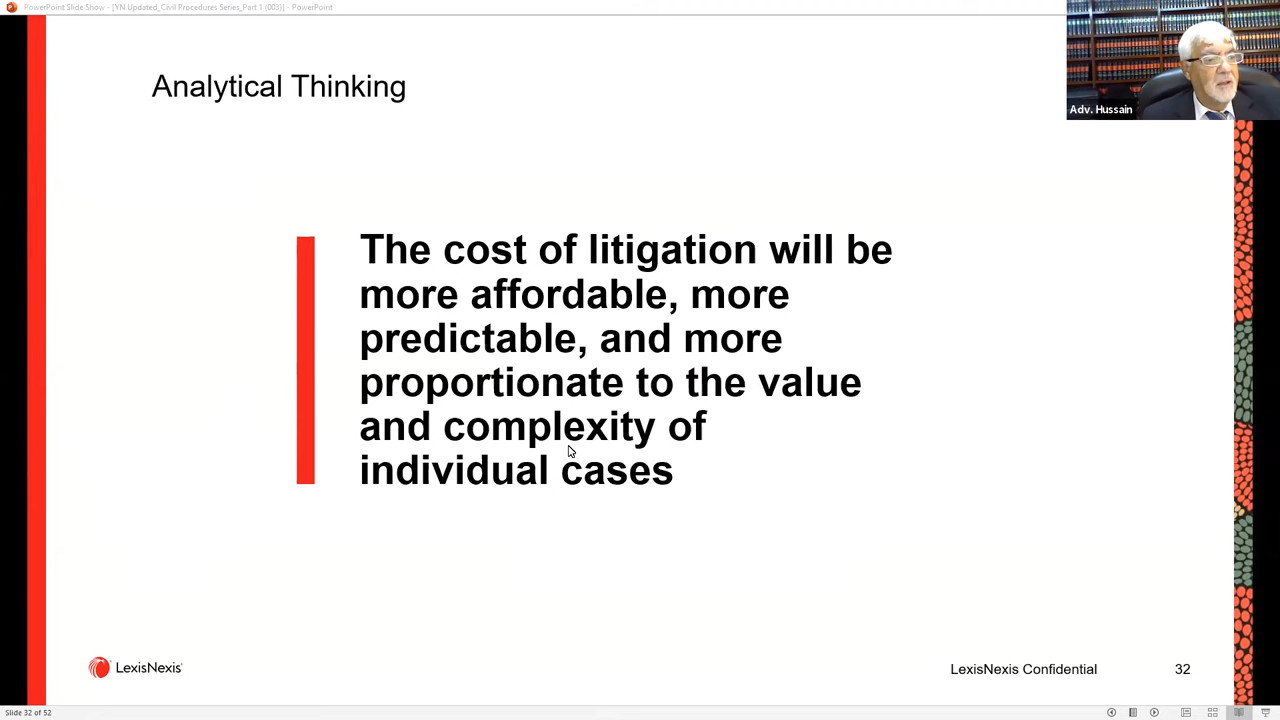 PowerPoint Slide Show - [YN Updated_Civil Procedures Series_Part 1 (003)] - PowerPoint
Adv. Hussain
Analytical Thinking
The cost of litigation will be
more affordable, more
predictable, and more
proportionate to the value
and complexity of
individual cases
LexisNexis
LexisNexis Confidential
32
Slide 32 of 52